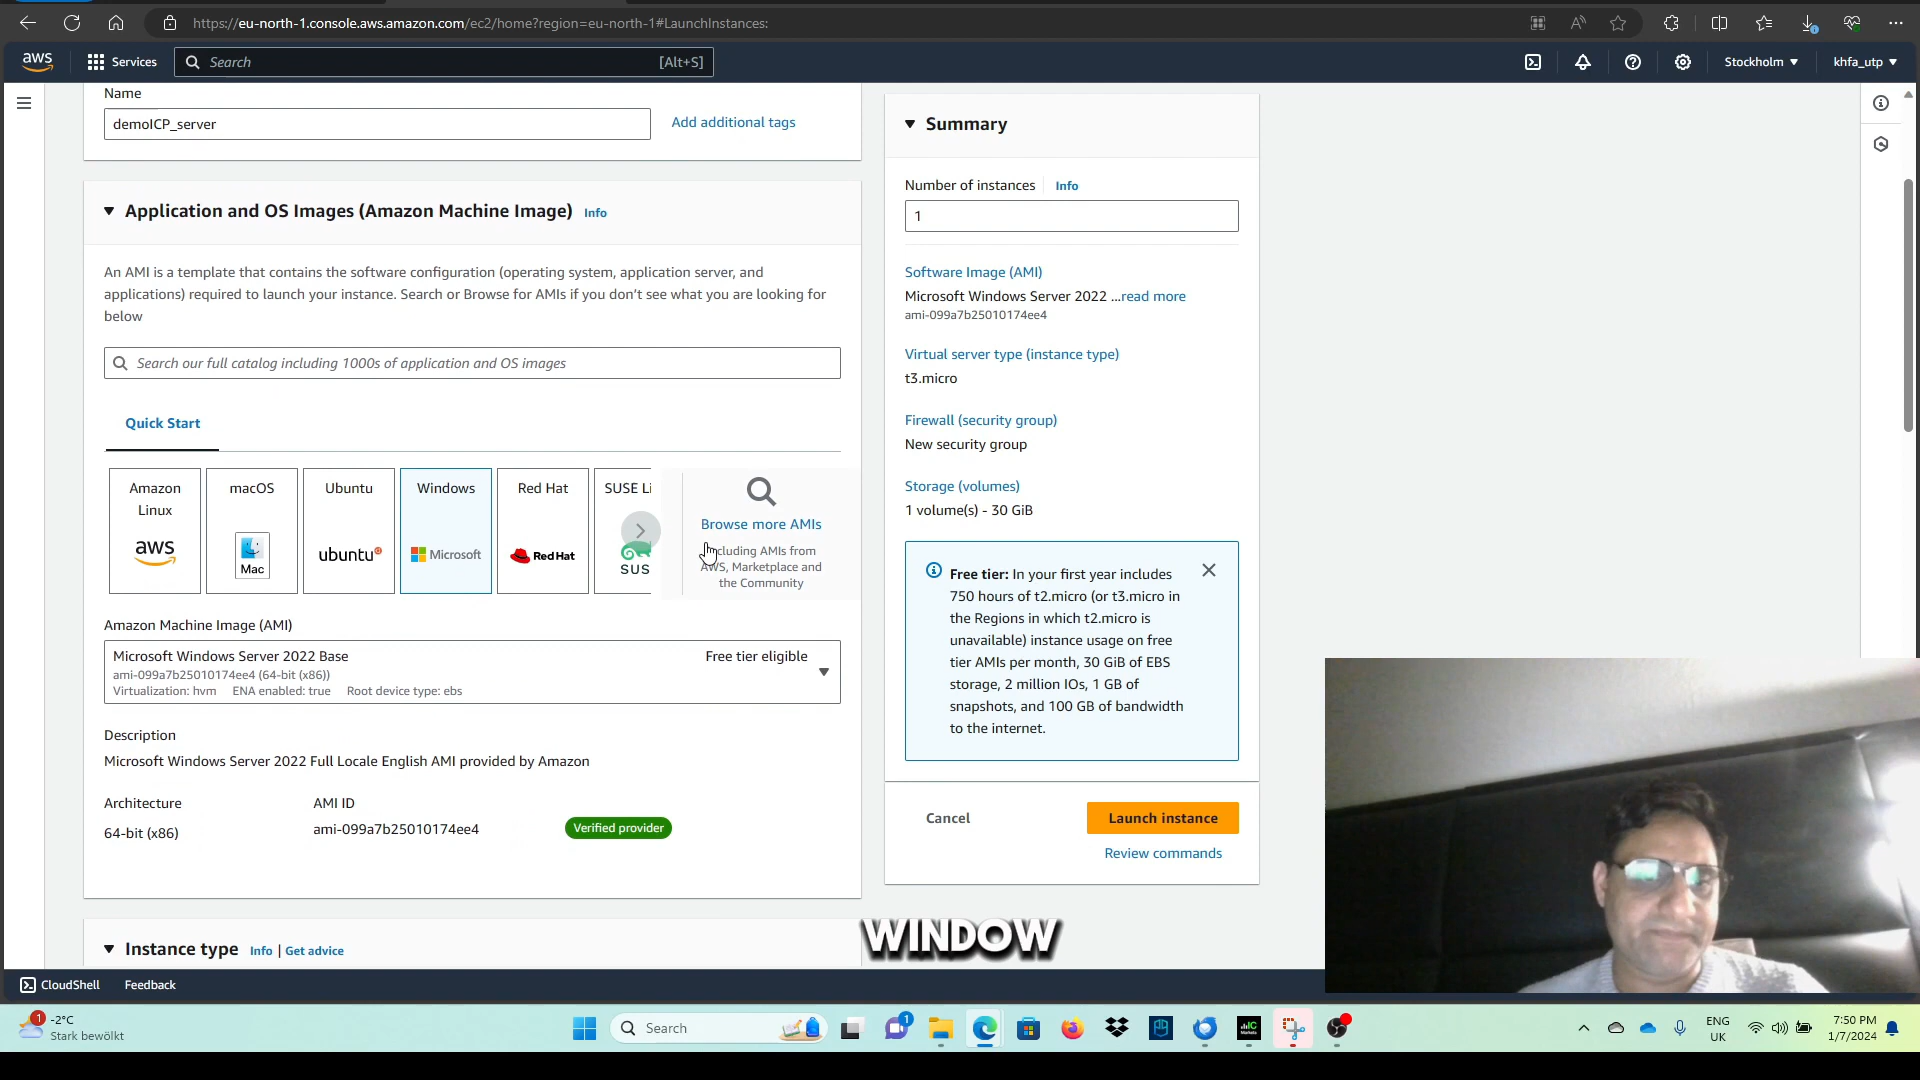 https://eu-north-1.console.aws.amazon.com/ec2/home?region=eu-north-1#LaunchInstances:
aws
Services
Search
[Alt+S]
Stockholm ▼
khfa_utp ▼
Name
demoICP_server
Add additional tags
Application and OS Images (Amazon Machine Image) Info
An AMI is a template that contains the software configuration (operating system, application server, and
applications) required to launch your instance. Search or Browse for AMIs if you don't see what you are looking for
below
Search our full catalog including 1000s of application and OS images
Quick Start
Amazon
Linux
aws
macOS
Mac
Ubuntu
ubuntu
Windows
Microsoft
Red Hat
RedHat
SUSE Li
SUS
Browse more AMIs
cluding AMIs from
AWS, Marketplace and
the Community
Amazon Machine Image (AMI)
Microsoft Windows Server 2022 Base
Free tier eligible
ami-099a7b25010174ee4 (64-bit (x86))
Virtualization: hvm ENA enabled: true Root device type: ebs
Description
Microsoft Windows Server 2022 Full Locale English AMI provided by Amazon
Architecture
AMI ID
64-bit (x86)
ami-099a7b25010174ee4
Verified provider
Instance type Info | Get advice
Summary
Number of instances Info
1
Software Image (AMI)
Microsoft Windows Server 2022 ...read more
ami-099a7b25010174ee4
Virtual server type (instance type)
t3.micro
Firewall (security group)
New security group
Storage (volumes)
1 volume(s) - 30 GiB
Free tier: In your first year includes
750 hours of t2.micro (or t3.micro in
the Regions in which t2.micro is
unavailable) instance usage on free
tier AMIs per month, 30 GiB of EBS
storage, 2 million IOs, 1 GB of
snapshots, and 100 GB of bandwidth
to the internet.
Cancel
Launch instance
Review commands
WINDOW
CloudShell
Feedback
1
-2°C
Stark bewölkt
Search
1
ENG
UK
7:50 PM
1/7/2024